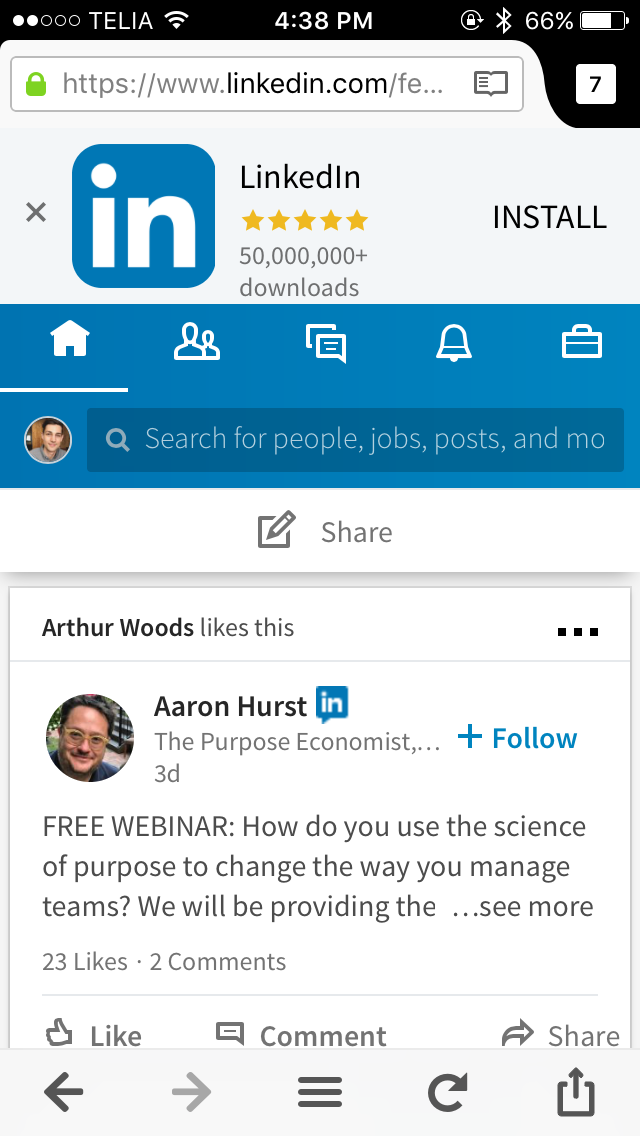 TELIA 4:38 PM 66%
https://www.linkedin.com/fe... 7
in
LinkedIn
INSTALL
50,000,000+
downloads
Search for people, jobs, posts, and mo
Share
Arthur Woods likes this
Aaron Hurst in
The Purpose Economist,...
+ Follow
3d
FREE WEBINAR: How do you use the science
of purpose to change the way you manage
teams? We will be providing the ...see more
23 Likes · 2 Comments
Like Comment Share